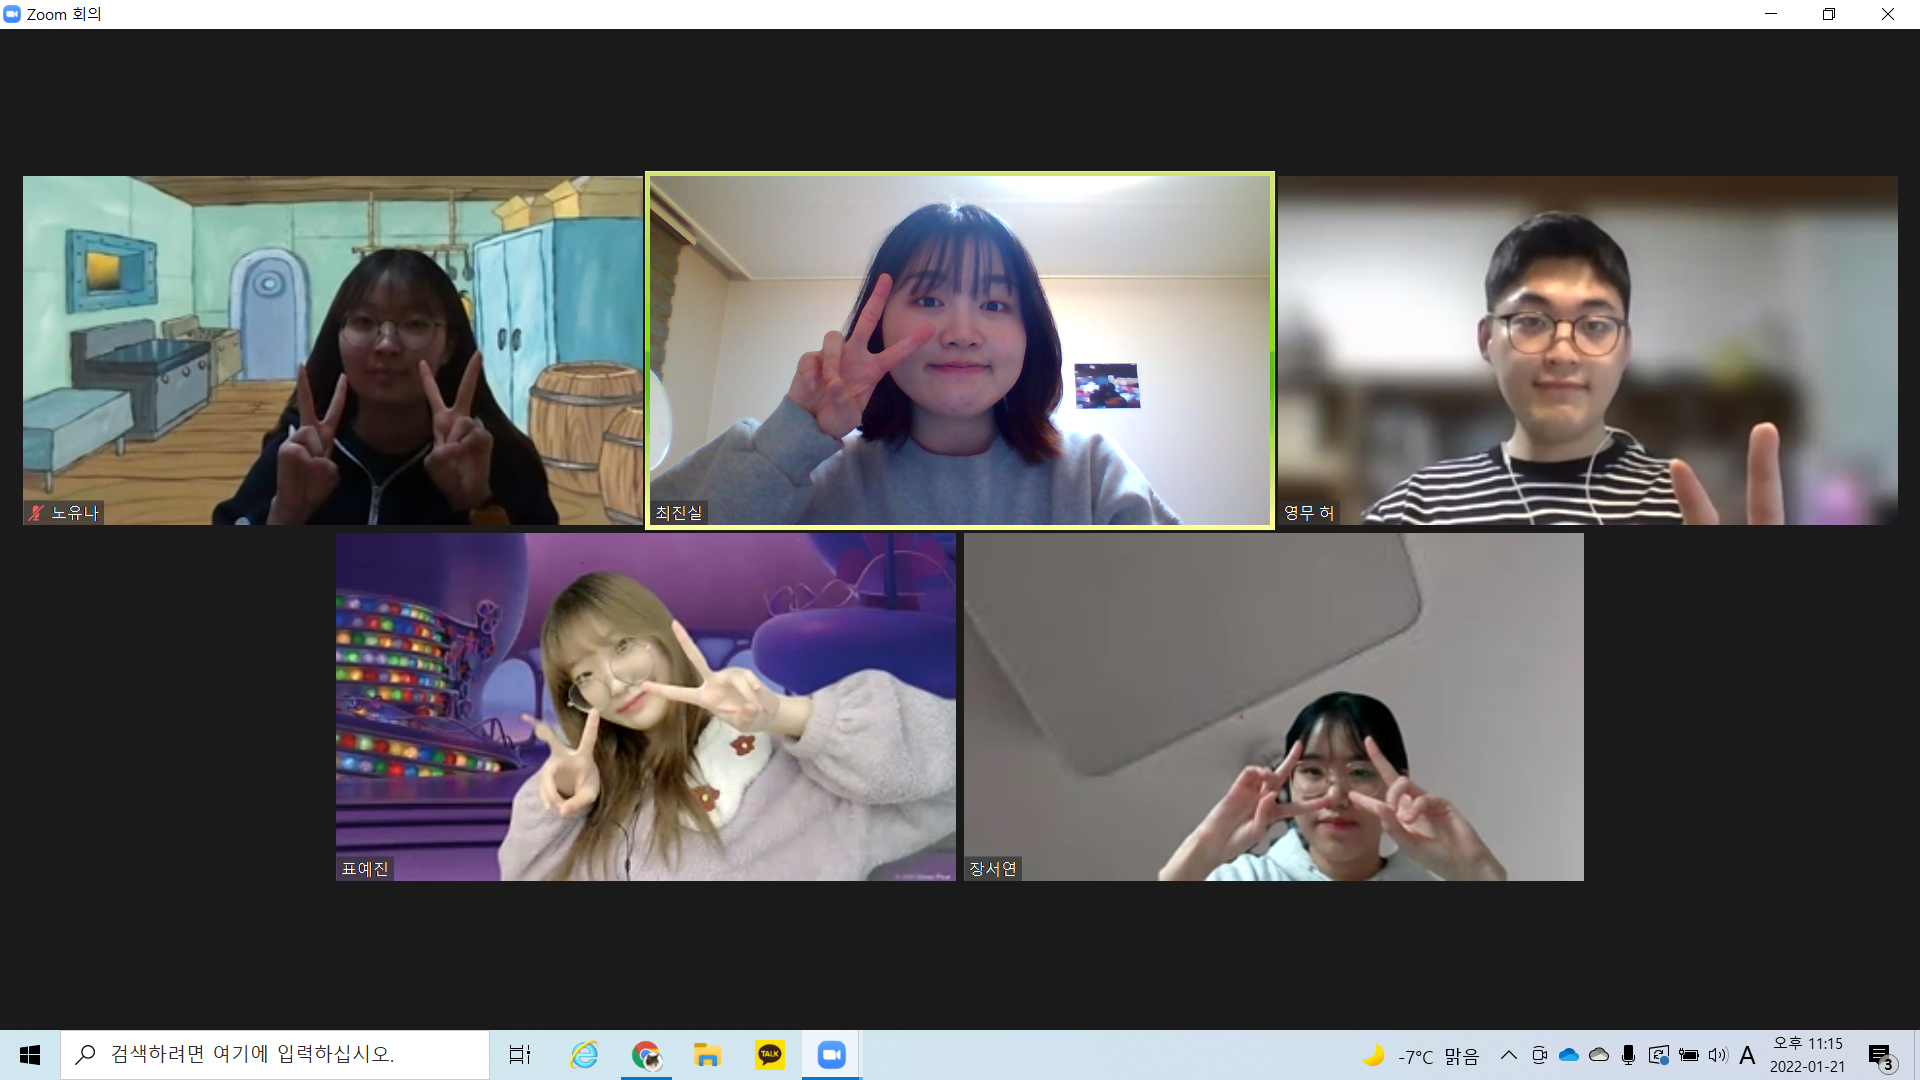 Zoom 회의
노유나
최진실
영무 허
표예진
장서연
검색하려면 여기에 입력하십시오.
TALK
-7°C 맑음
A
오후 11:15
2022-01-21
3